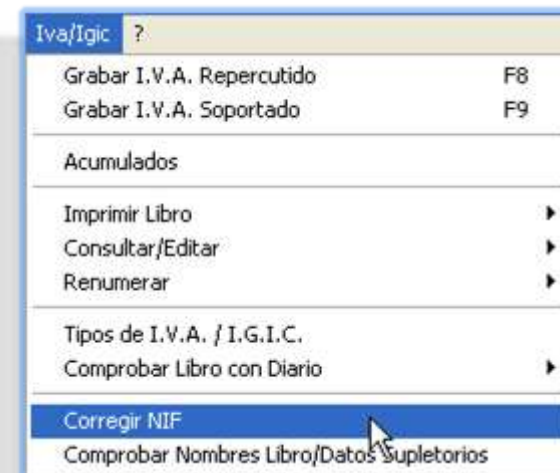 Iva/Igic ?
Grabar I.V.A. Repercutido F8
Grabar I.V.A. Soportado F9
Acumulados
Imprimir Libro
Consultar/Editar
Renumerar
Tipos de I.V.A. / I.G.I.C.
Comprobar Libro con Diario
Corregir NIF
Comprobar Nombres Libro/Datos Supletorios